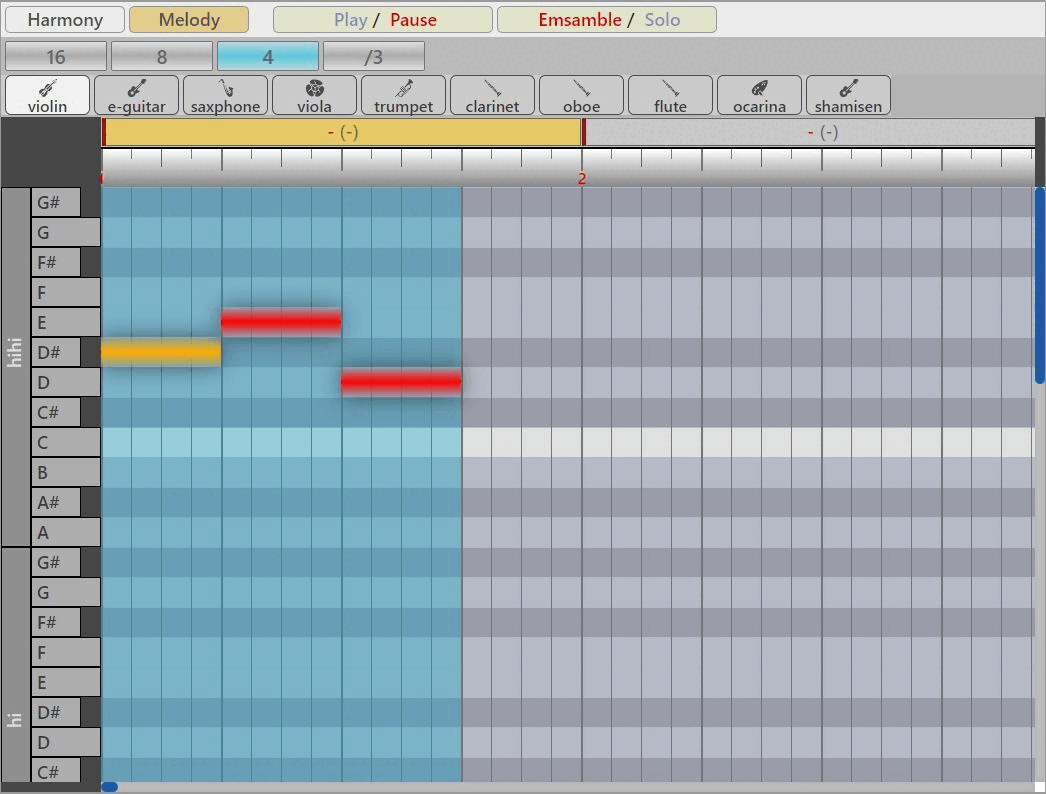 Harmony Melody Play / Pause Emsamble / Solo
16 8 4 /3
violin e-guitar saxphone viola trumpet clarinet oboe flute ocarina shamisen
- (-) - (-)
1 2
hihi
G#
G
F#
F
E
D#
D
C#
C
B
A#
A
hi
G#
G
F#
F
E
D#
D
C#